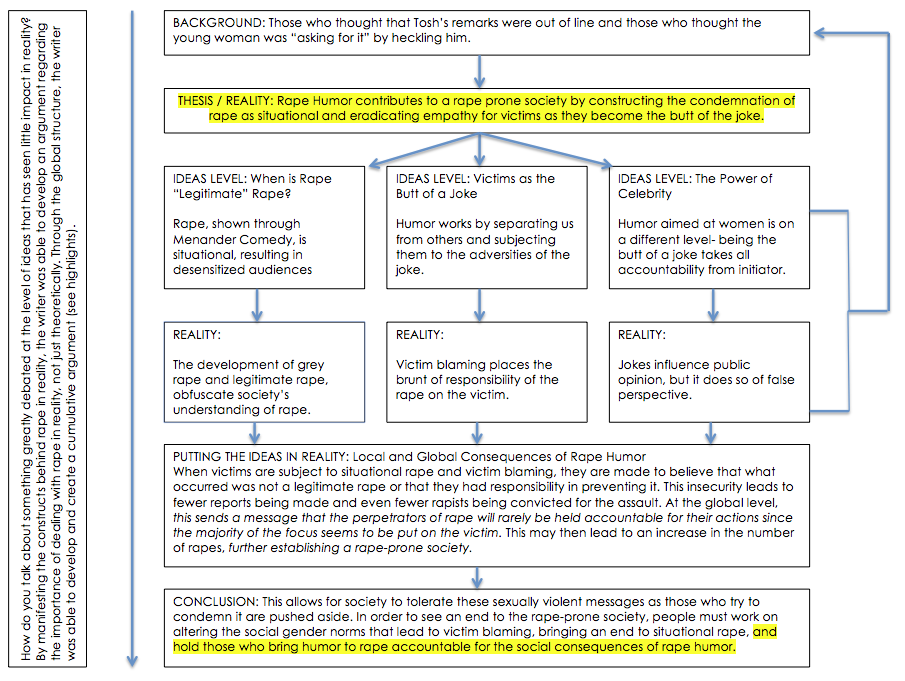 How do you talk about something greatly debated at the level of ideas that has seen little impact in reality?
By manifesting the constructs behind rape in reality, the writer was able to develop an argument regarding
the importance of dealing with rape in reality, not just theoretically. Through the global structure, the writer
was able to develop and create a cumulative argument (see highlights).
BACKGROUND: Those who thought that Tosh's remarks were out of line and those who thought the
young woman was "asking for it" by heckling him.
THESIS / REALITY: Rape Humor contributes to a rape prone society by constructing the condemnation of
rape as situational and eradicating empathy for victims as they become the butt of the joke.
IDEAS LEVEL: When is Rape
"Legitimate" Rape?
Rape, shown through
Menander Comedy, is
situational, resulting in
desensitized audiences
IDEAS LEVEL: Victims as the
Butt of a Joke
Humor works by separating us
from others and subjecting
them to the adversities of the
joke.
IDEAS LEVEL: The Power of
Celebrity
Humor aimed at women is on
a different level- being the
butt of a joke takes all
accountability from initiator.
REALITY:
The development of grey
rape and legitimate rape,
obfuscate society's
understanding of rape.
REALITY:
Victim blaming places the
brunt of responsibility of the
rape on the victim.
REALITY:
Jokes influence public
opinion, but it does so of false
perspective.
PUTTING THE IDEAS IN REALITY: Local and Global Consequences of Rape Humor
When victims are subject to situational rape and victim blaming, they are made to believe that what
occurred was not a legitimate rape or that they had responsibility in preventing it. This insecurity leads to
fewer reports being made and even fewer rapists being convicted for the assault. At the global level,
this sends a message that the perpetrators of rape will rarely be held accountable for their actions since
the majority of the focus seems to be put on the victim. This may then lead to an increase in the number
of rapes, further establishing a rape-prone society.
CONCLUSION: This allows for society to tolerate these sexually violent messages as those who try to
condemn it are pushed aside. In order to see an end to the rape-prone society, people must work on
altering the social gender norms that lead to victim blaming, bringing an end to situational rape, and
hold those who bring humor to rape accountable for the social consequences of rape humor.